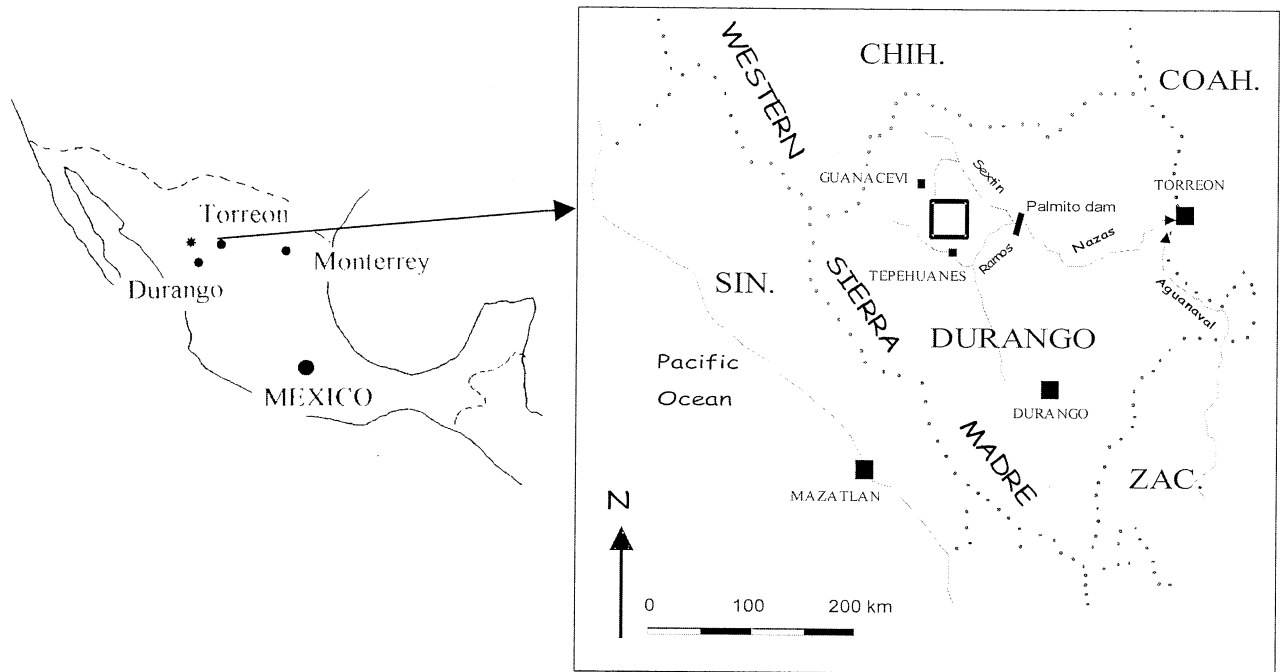 Torreon
Monterrey
Durango
MEXICO
WESTERN
SIERRA
MADRE
CHIH.
COAH.
GUANACEVI
Sextin
TORREON
Palmito dam
Nazas
Ramos
TEPEHUANES
SIN.
Aguanaval
DURANGO
Pacific
Ocean
DURANGO
MAZATLAN
ZAC.
N
0 100 200 km